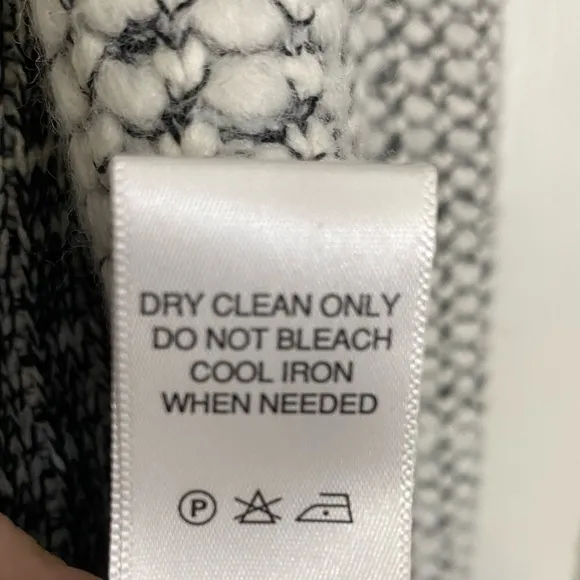 DRY CLEAN ONLY
DO NOT BLEACH
COOL IRON
WHEN NEEDED
P